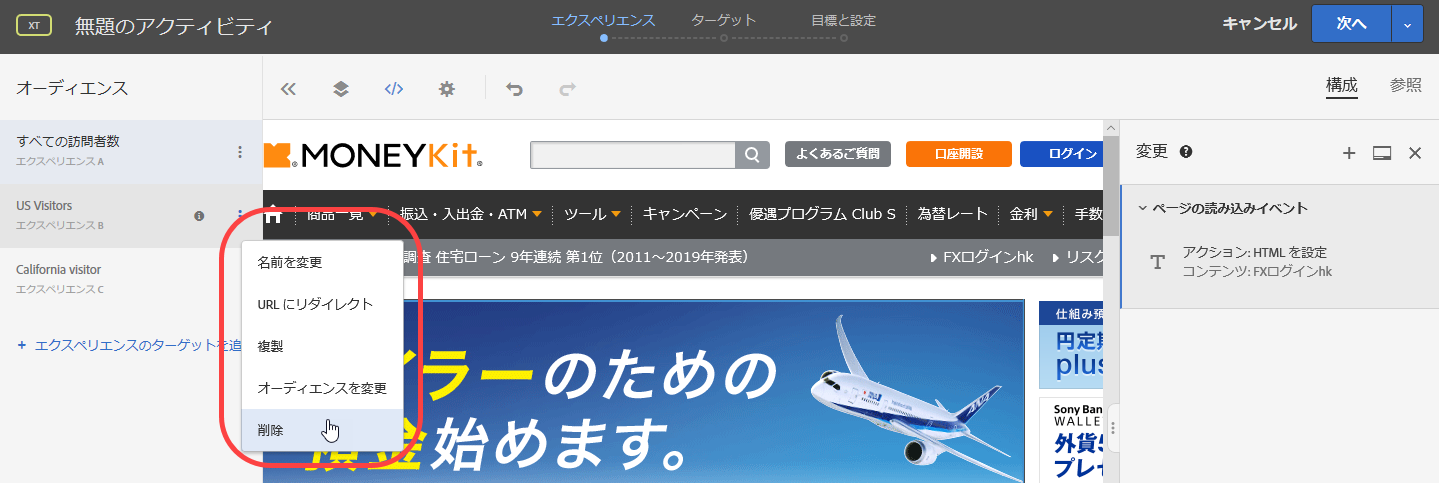 XT 無題のアクティビティ エクスペリエンス ターゲット 目標と設定 キャンセル 次へ
オーディエンス
構成 参照
すべての訪問者数
エクスペリエンス A
US Visitors
エクスペリエンス B
California visitor
エクスペリエンス C
+ エクスペリエンスのターゲットを追
名前を変更
URL にリダイレクト
複製
オーディエンスを変更
削除
MONEYKit
よくあるご質問 口座開設 ログイン
商品一覧 振込・入出金・ATM ツール キャンペーン 優遇プログラム Club S 為替レート 金利 手数
調査 住宅ローン 9年連続 第1位（2011～2019年発表） FXログインhk リスク
イラーのための
預金始めます。
ANA
仕組み預
円定期
plus
Sony Ban
WALLE
外貨5
プレ
変更
ページの読み込みイベント
アクション: HTML を設定
コンテンツ: FXログインhk